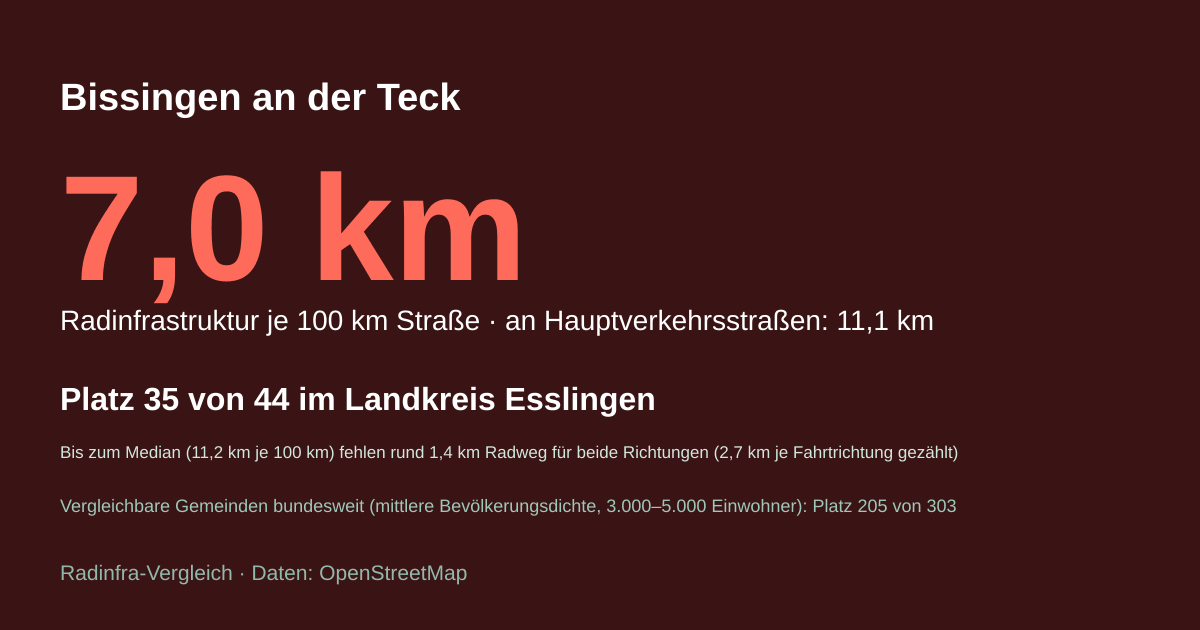 Bissingen an der Teck
7,0 km
Radinfrastruktur je 100 km Straße · an Hauptverkehrsstraßen: 11,1 km
Platz 35 von 44 im Landkreis Esslingen
Bis zum Median (11,2 km je 100 km) fehlen rund 1,4 km Radweg für beide Richtungen (2,7 km je Fahrtrichtung gezählt)
Vergleichbare Gemeinden bundesweit (mittlere Bevölkerungsdichte, 3.000–5.000 Einwohner): Platz 205 von 303
Radinfra-Vergleich · Daten: OpenStreetMap